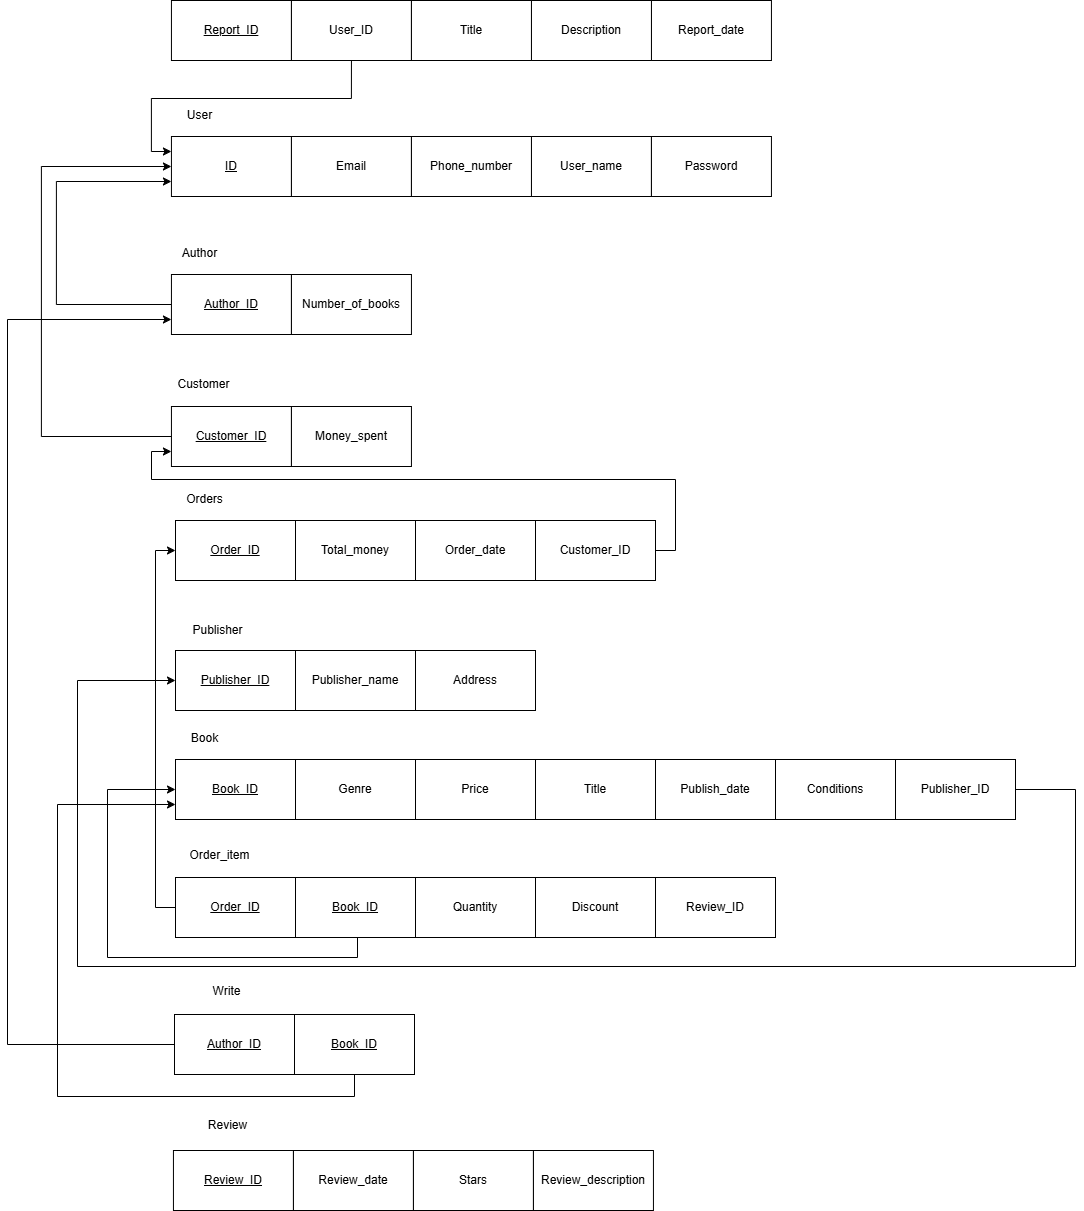 Report_ID User_ID Title Description Report_date
User
ID Email Phone_number User_name Password
Author
Author_ID Number_of_books
Customer
Customer_ID Money_spent
Orders
Order_ID Total_money Order_date Customer_ID
Publisher
Publisher_ID Publisher_name Address
Book
Book_ID Genre Price Title Publish_date Conditions Publisher_ID
Order_item
Order_ID Book_ID Quantity Discount Review_ID
Write
Author_ID Book_ID
Review
Review_ID Review_date Stars Review_description